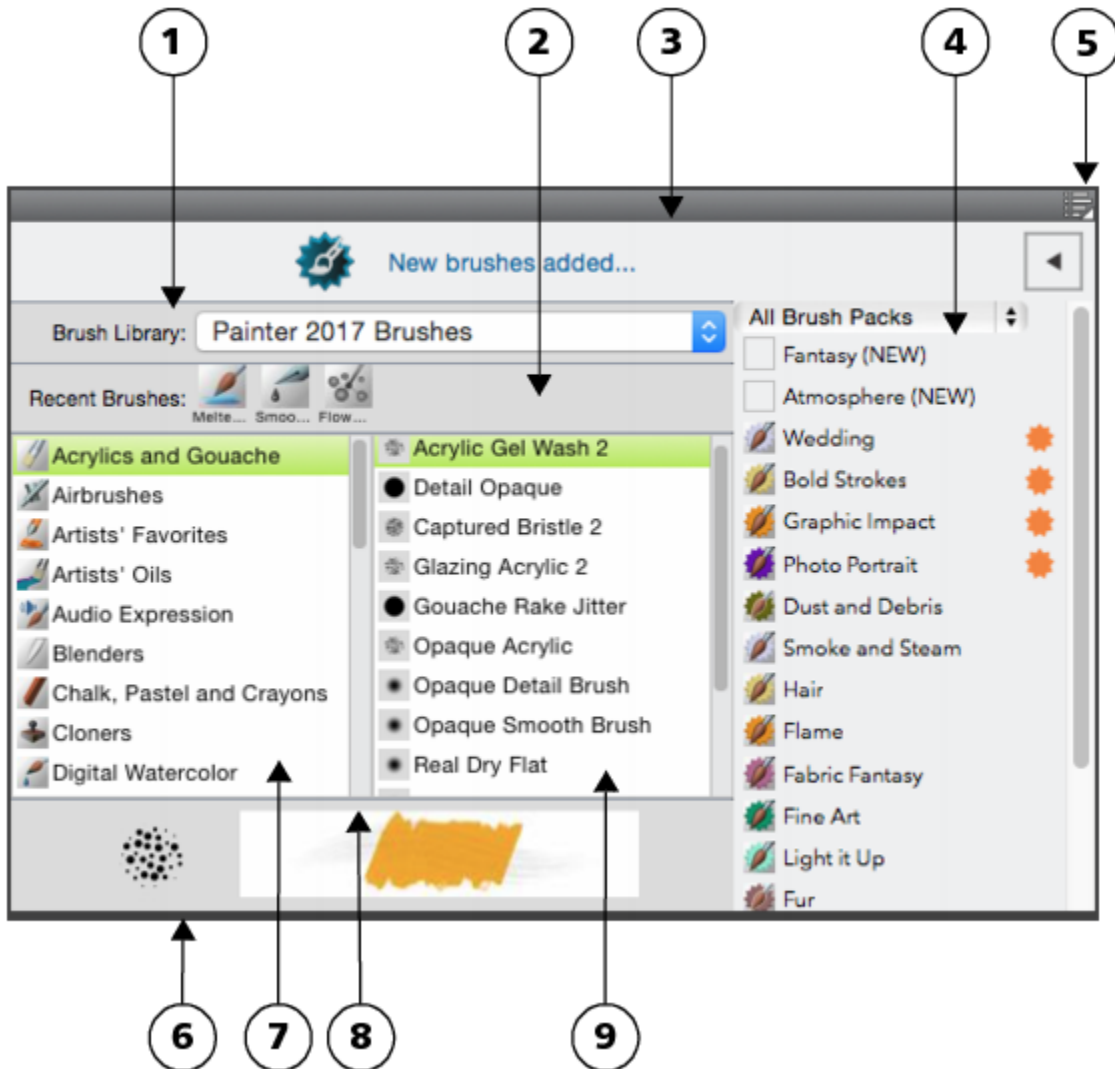 1 2 3 4 5
New brushes added...
Brush Library: Painter 2017 Brushes
Recent Brushes: Melte... Smoo... Flow...
Acrylics and Gouache
Airbrushes
Artists' Favorites
Artists' Oils
Audio Expression
Blenders
Chalk, Pastel and Crayons
Cloners
Digital Watercolor
Acrylic Gel Wash 2
Detail Opaque
Captured Bristle 2
Glazing Acrylic 2
Gouache Rake Jitter
Opaque Acrylic
Opaque Detail Brush
Opaque Smooth Brush
Real Dry Flat
All Brush Packs
Fantasy (NEW)
Atmosphere (NEW)
Wedding
Bold Strokes
Graphic Impact
Photo Portrait
Dust and Debris
Smoke and Steam
Hair
Flame
Fabric Fantasy
Fine Art
Light it Up
Fur
6 7 8 9